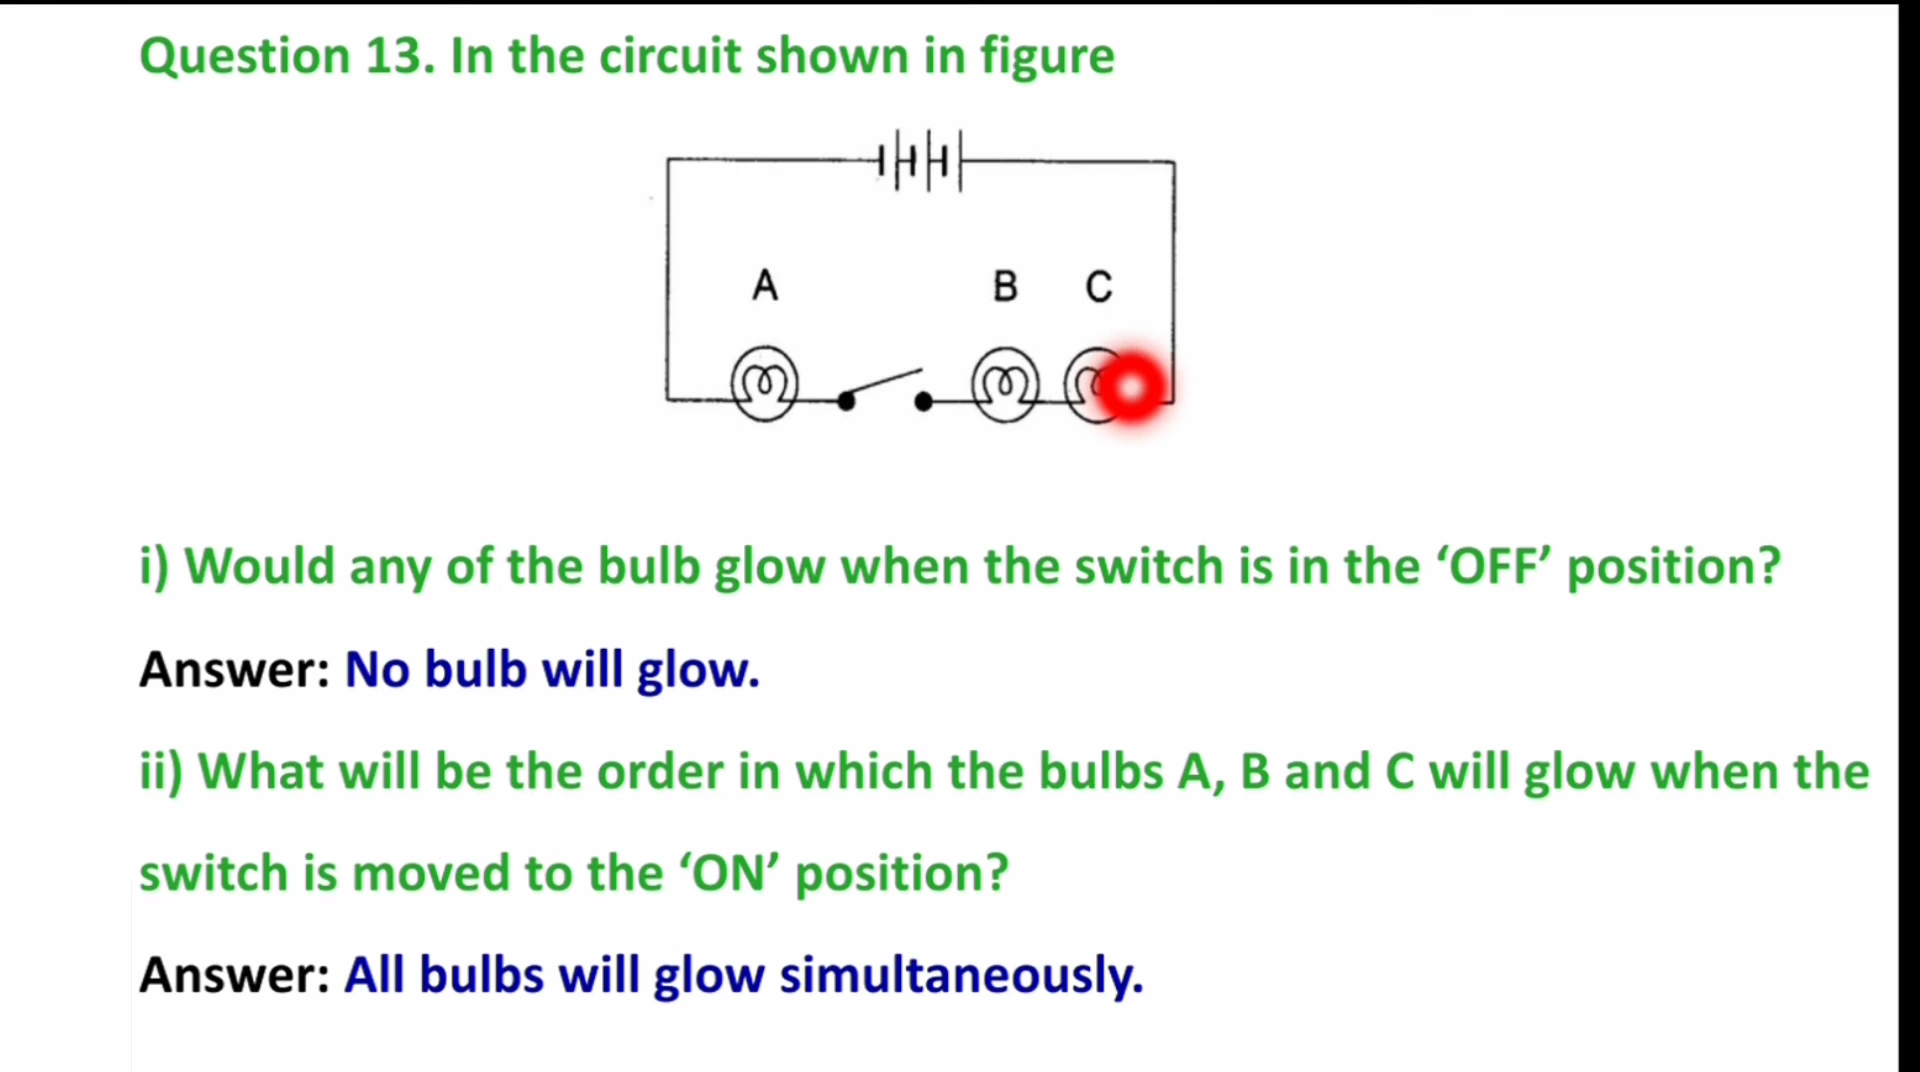 Question 13. In the circuit shown in figure
A B C
i) Would any of the bulb glow when the switch is in the ‘OFF’ position?
Answer: No bulb will glow.
ii) What will be the order in which the bulbs A, B and C will glow when the
switch is moved to the ‘ON’ position?
Answer: All bulbs will glow simultaneously.